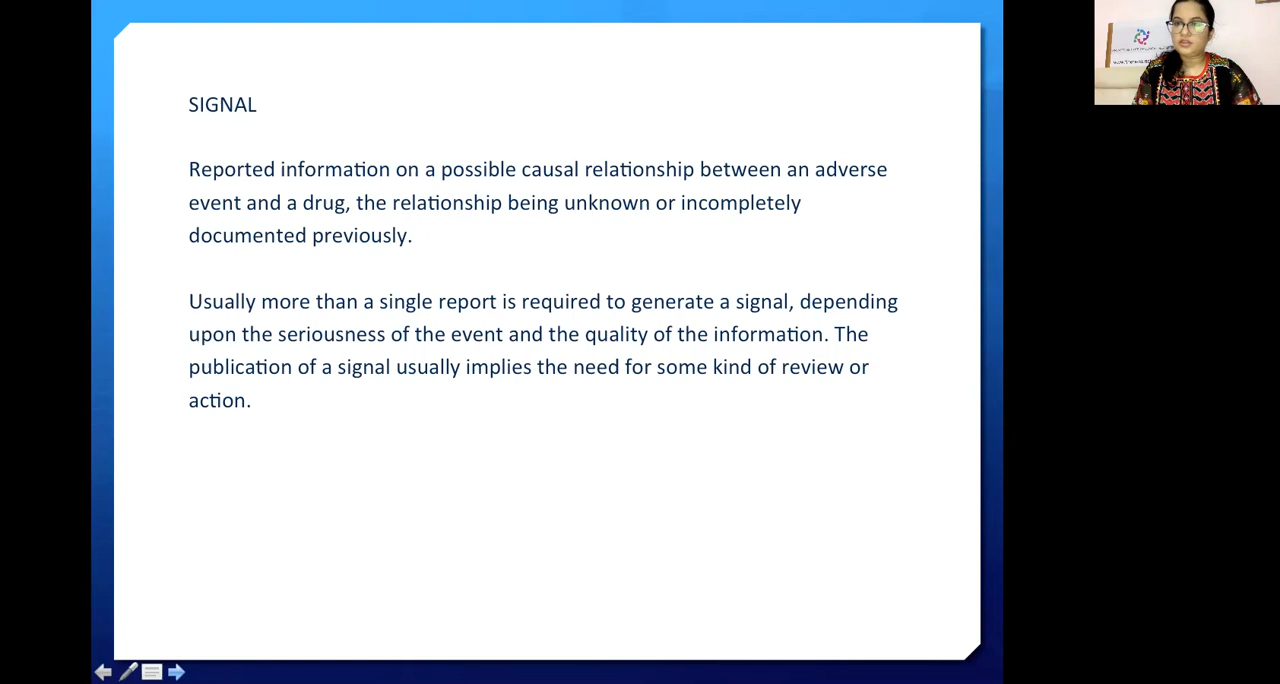 SIGNAL
Reported information on a possible causal relationship between an adverse
event and a drug, the relationship being unknown or incompletely
documented previously.
Usually more than a single report is required to generate a signal, depending
upon the seriousness of the event and the quality of the information. The
publication of a signal usually implies the need for some kind of review or
action.